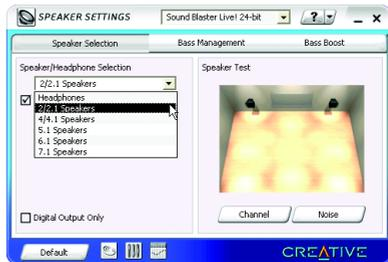 SPEAKER SETTINGS
Sound Blaster Live! 24-bit
?
Speaker Selection
Bass Management
Bass Boost
Speaker/Headphone Selection
Speaker Test
2/2.1 Speakers
Headphones
2/2.1 Speakers
4/4.1 Speakers
5.1 Speakers
6.1 Speakers
7.1 Speakers
Digital Output Only
Channel
Noise
Default
CREATIVE